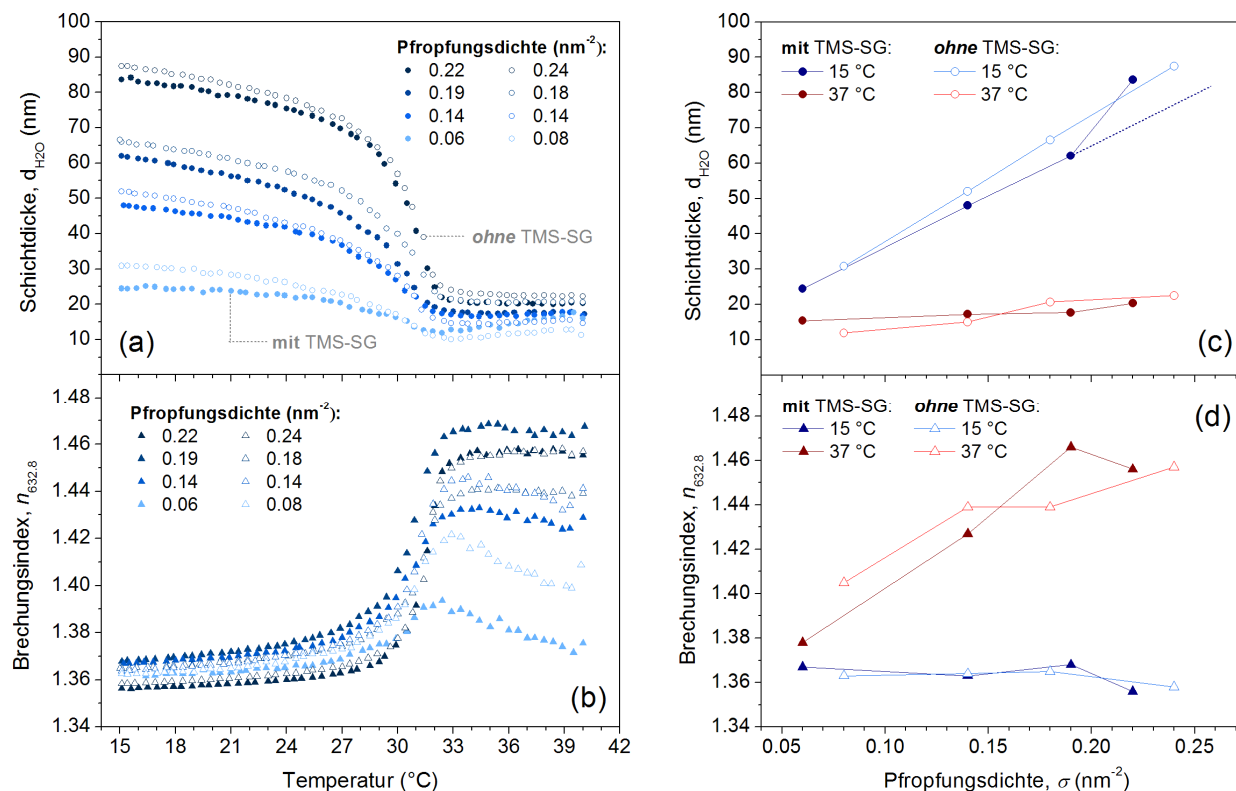 100
90
80
70
60
50
40
30
20
10
Schichtdicke, d_H2O (nm)
Pfropfungsdichte (nm⁻²):
0.22 0.24
0.19 0.18
0.14 0.14
0.06 0.08
ohne TMS-SG
mit TMS-SG
(a)
1.48
1.46
1.44
1.42
1.40
1.38
1.36
1.34
Brechungsindex, n_632.8
Pfropfungsdichte (nm⁻²):
0.22 0.24
0.19 0.18
0.14 0.14
0.06 0.08
(b)
15 18 21 24 27 30 33 36 39 42
Temperatur (°C)
100
90
80
70
60
50
40
30
20
10
Schichtdicke, d_H2O (nm)
mit TMS-SG: ohne TMS-SG:
15 °C 15 °C
37 °C 37 °C
(c)
1.48
1.46
1.44
1.42
1.40
1.38
1.36
1.34
Brechungsindex, n_632.8
mit TMS-SG: ohne TMS-SG:
15 °C 15 °C
37 °C 37 °C
(d)
0.05 0.10 0.15 0.20 0.25
Pfropfungsdichte, σ (nm⁻²)